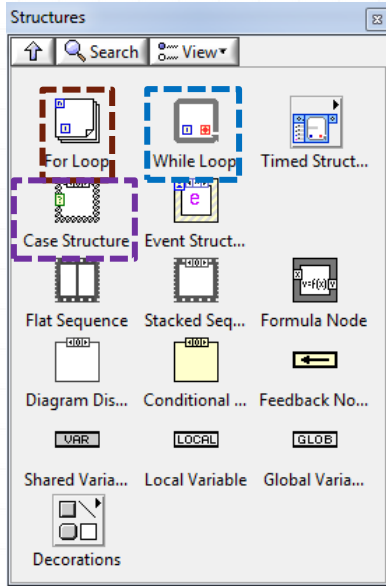 Structures
Search View
For Loop While Loop Timed Struct...
Case Structure Event Struct...
Flat Sequence Stacked Seq... Formula Node
Diagram Dis... Conditional ... Feedback No...
VAR LOCAL GLOB
Shared Varia... Local Variable Global Varia...
Decorations